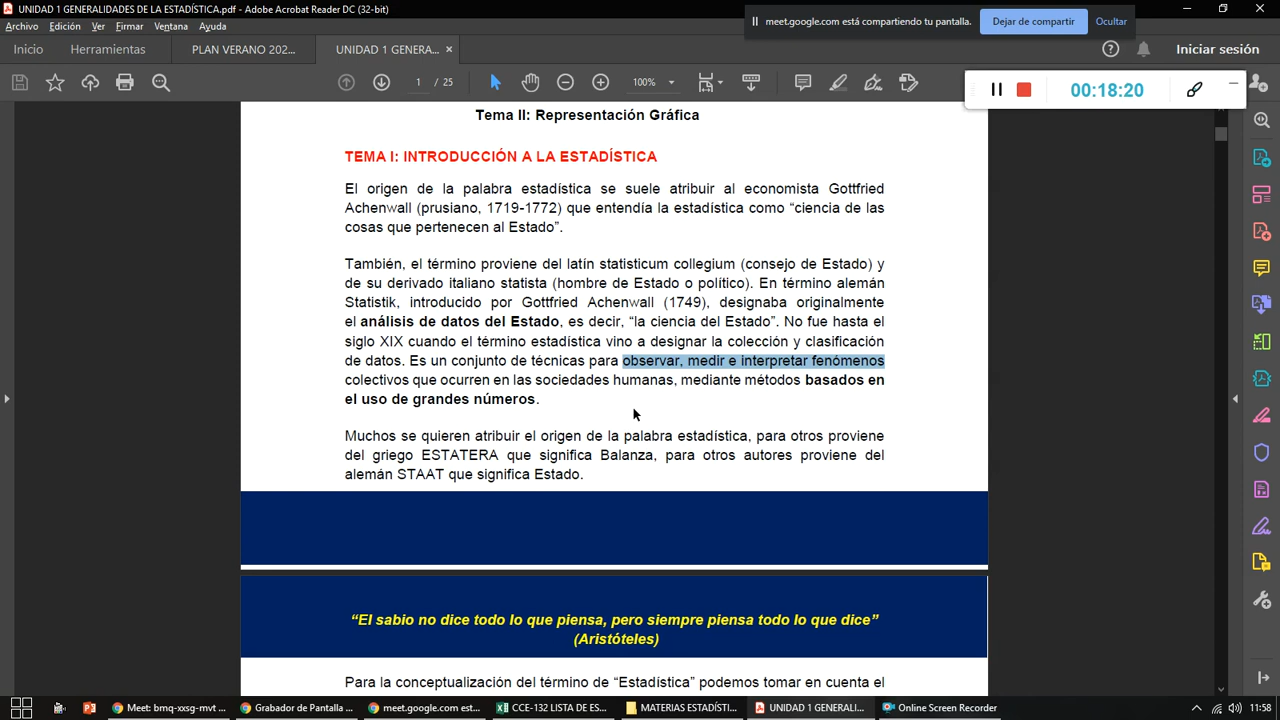 UNIDAD 1 GENERALIDADES DE LA ESTADÍSTICA.pdf - Adobe Acrobat Reader DC (32-bit)
Archivo Edición Ver Firmar Ventana Ayuda
meet.google.com está compartiendo tu pantalla. Dejar de compartir Ocultar
Inicio Herramientas PLAN VERANO 202... UNIDAD 1 GENERA... × Iniciar sesión
1 / 25 100% 00:18:20
Tema II: Representación Gráfica
TEMA I: INTRODUCCIÓN A LA ESTADÍSTICA
El origen de la palabra estadística se suele atribuir al economista Gottfried
Achenwall (prusiano, 1719-1772) que entendía la estadística como “ciencia de las
cosas que pertenecen al Estado”.
También, el término proviene del latín statisticum collegium (consejo de Estado) y
de su derivado italiano statista (hombre de Estado o político). En término alemán
Statistik, introducido por Gottfried Achenwall (1749), designaba originalmente
el análisis de datos del Estado, es decir, “la ciencia del Estado”. No fue hasta el
siglo XIX cuando el término estadística vino a designar la colección y clasificación
de datos. Es un conjunto de técnicas para observar, medir e interpretar fenómenos
colectivos que ocurren en las sociedades humanas, mediante métodos basados en
el uso de grandes números.
Muchos se quieren atribuir el origen de la palabra estadística, para otros proviene
del griego ESTATERA que significa Balanza, para otros autores proviene del
alemán STAAT que significa Estado.
“El sabio no dice todo lo que piensa, pero siempre piensa todo lo que dice”
(Aristóteles)
Para la conceptualización del término de “Estadística” podemos tomar en cuenta el
Meet: bmq-xxsg-mvt ... Grabador de Pantalla ... meet.google.com est... CCE-132 LISTA DE ES... MATERIAS ESTADÍSTI... UNIDAD 1 GENERALI... Online Screen Recorder 11:58